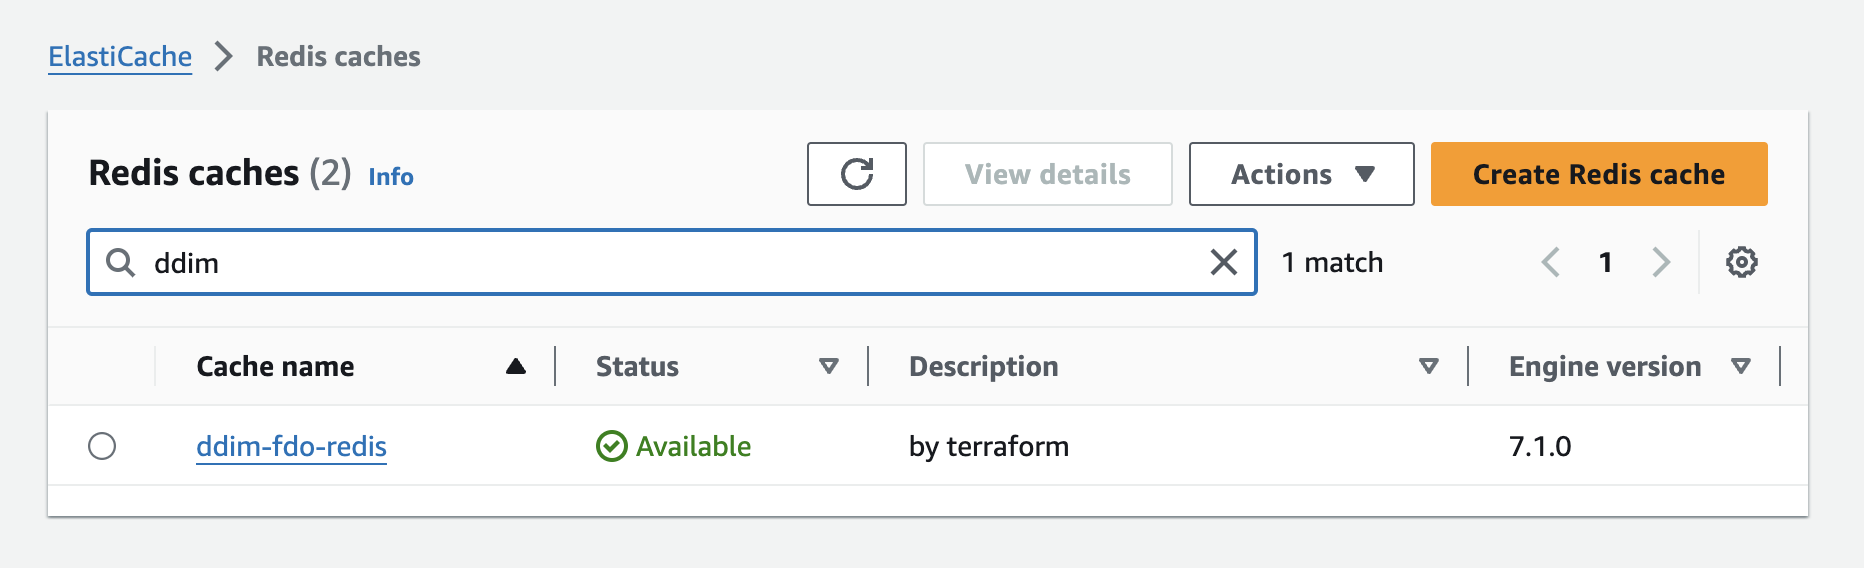 ElastiCache > Redis caches
Redis caches (2) Info View details Actions Create Redis cache
ddim 1 match 1
Cache name Status Description Engine version
ddim-fdo-redis Available by terraform 7.1.0